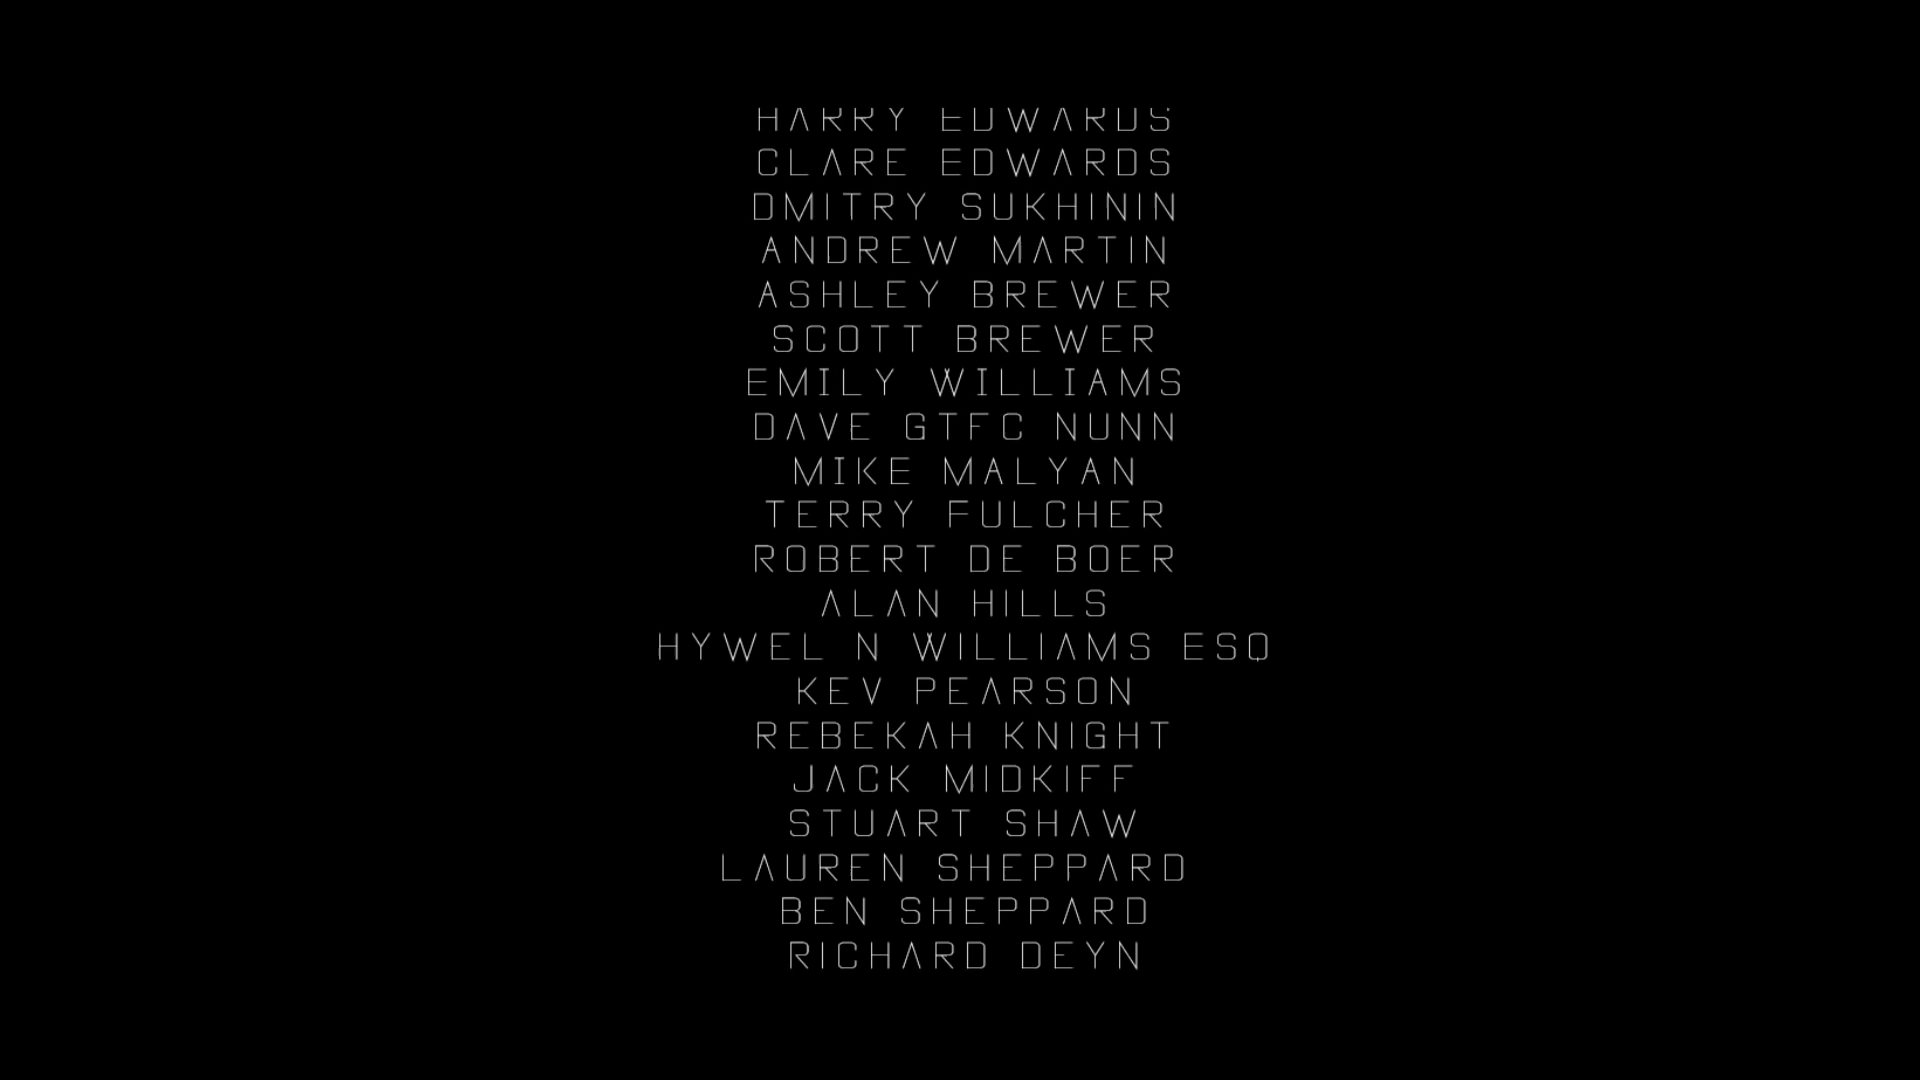 HARRY EDWARDS
CLARE EDWARDS
DMITRY SUKHININ
ANDREW MARTIN
ASHLEY BREWER
SCOTT BREWER
EMILY WILLIAMS
DAVE GTFC NUNN
MIKE MALYAN
TERRY FULCHER
ROBERT DE BOER
ALAN HILLS
HYWEL N WILLIAMS ESQ
KEV PEARSON
REBEKAH KNIGHT
JACK MIDKIFF
STUART SHAW
LAUREN SHEPPARD
BEN SHEPPARD
RICHARD DEYN